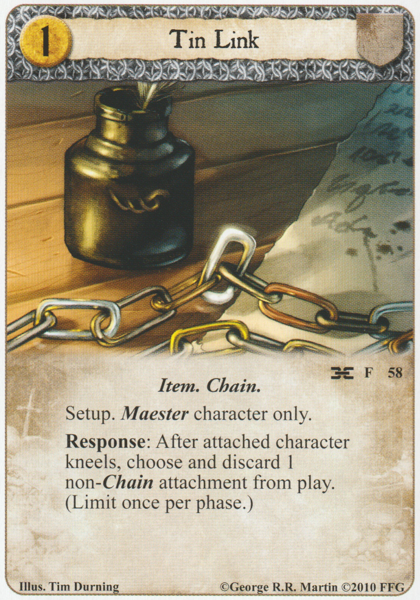 1
Tin Link
F 58
Item. Chain.
Setup. Maester character only.
Response: After attached character
kneels, choose and discard 1
non-Chain attachment from play.
(Limit once per phase.)
Illus. Tim Durning
©George R.R. Martin ©2010 FFG